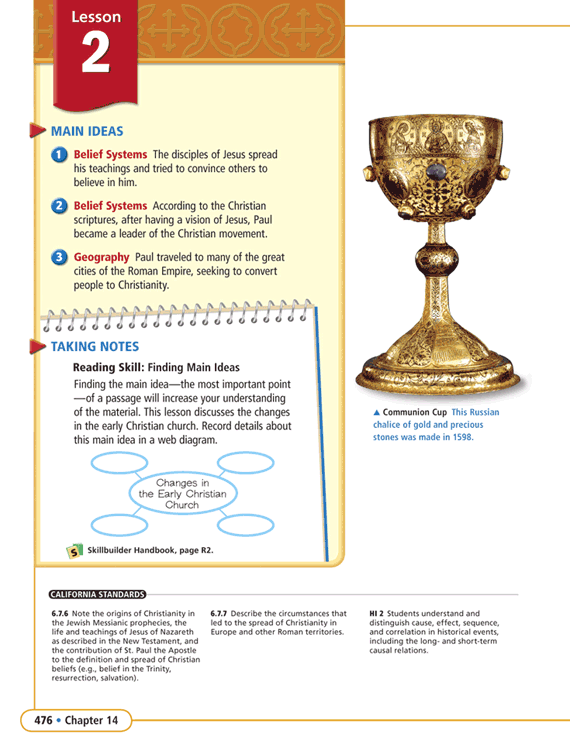 Lesson
2
MAIN IDEAS
1 Belief Systems The disciples of Jesus spread
his teachings and tried to convince others to
believe in him.
2 Belief Systems According to the Christian
scriptures, after having a vision of Jesus, Paul
became a leader of the Christian movement.
3 Geography Paul traveled to many of the great
cities of the Roman Empire, seeking to convert
people to Christianity.
TAKING NOTES
Reading Skill: Finding Main Ideas
Finding the main idea—the most important point
—of a passage will increase your understanding
of the material. This lesson discusses the changes
in the early Christian church. Record details about
this main idea in a web diagram.
Changes in
the Early Christian
Church
S Skillbuilder Handbook, page R2.
▲ Communion Cup This Russian
chalice of gold and precious
stones was made in 1598.
CALIFORNIA STANDARDS
6.7.6 Note the origins of Christianity in
the Jewish Messianic prophecies, the
life and teachings of Jesus of Nazareth
as described in the New Testament, and
the contribution of St. Paul the Apostle
to the definition and spread of Christian
beliefs (e.g., belief in the Trinity,
resurrection, salvation).
6.7.7 Describe the circumstances that
led to the spread of Christianity in
Europe and other Roman territories.
HI 2 Students understand and
distinguish cause, effect, sequence,
and correlation in historical events,
including the long- and short-term
causal relations.
476 • Chapter 14